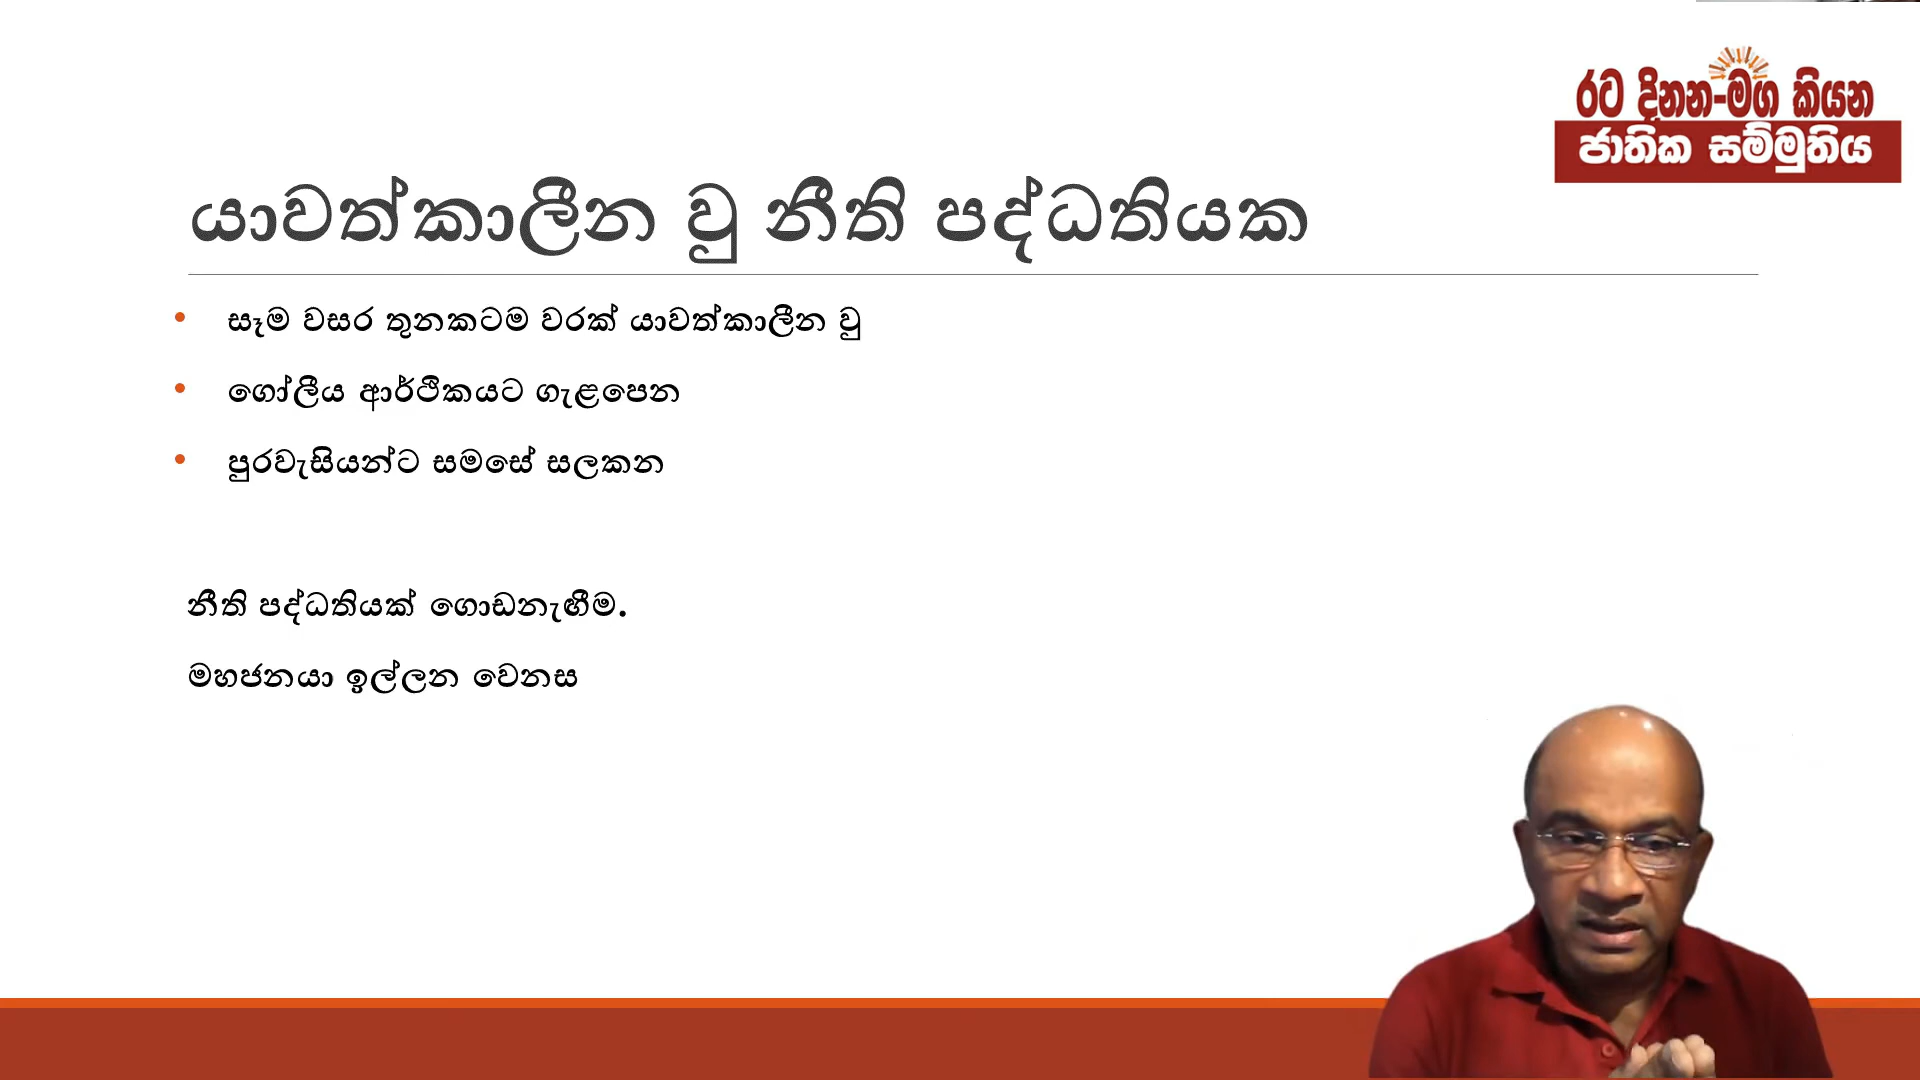 රට දිනන-මග කියන
ජාතික සම්මුතිය
යාවත්කාලීන වු නීති පද්ධතියක
• සෑම වසර තුනකටම වරක් යාවත්කාලීන වු
• ගෝලීය ආර්ථිකයට ගැළපෙන
• පුරවැසියන්ට සමසේ සලකන
නීති පද්ධතියක් ගොඩනැඟීම.
මහජනයා ඉල්ලන වෙනස